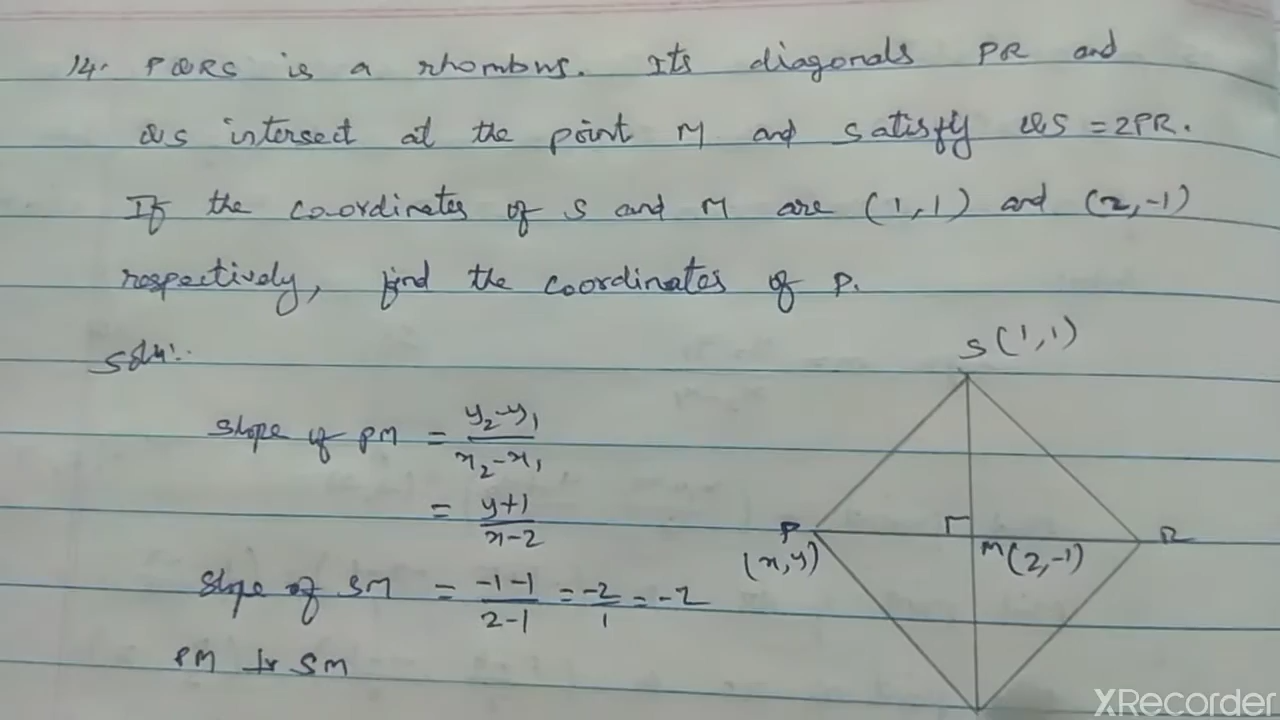 14. PQRS is a rhombus. Its diagonals PR and
QS intersect at the point M and satisfy QS = 2PR.
If the coordinates of S and M are (1,1) and (2,-1)
respectively, find the coordinates of P.
Soln:
S(1,1)
Slope of PM = y₂-y₁/x₂-x₁
= y+1/x-2
P
(x,y)
M(2,-1)
R
Slope of SM = -1-1/2-1 = -2/1 = -2
PM ⊥r SM
XRecorder